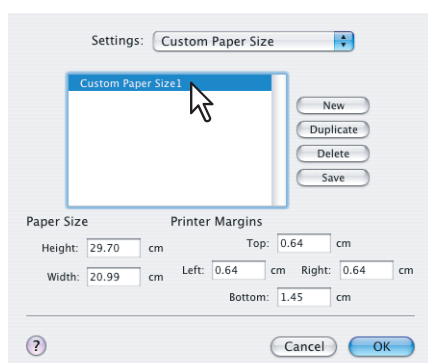 Settings: Custom Paper Size
Custom Paper Size1
New
Duplicate
Delete
Save
Paper Size Printer Margins
Height: 29.70 cm Top: 0.64 cm
Width: 20.99 cm Left: 0.64 cm Right: 0.64 cm
Bottom: 1.45 cm
? Cancel OK